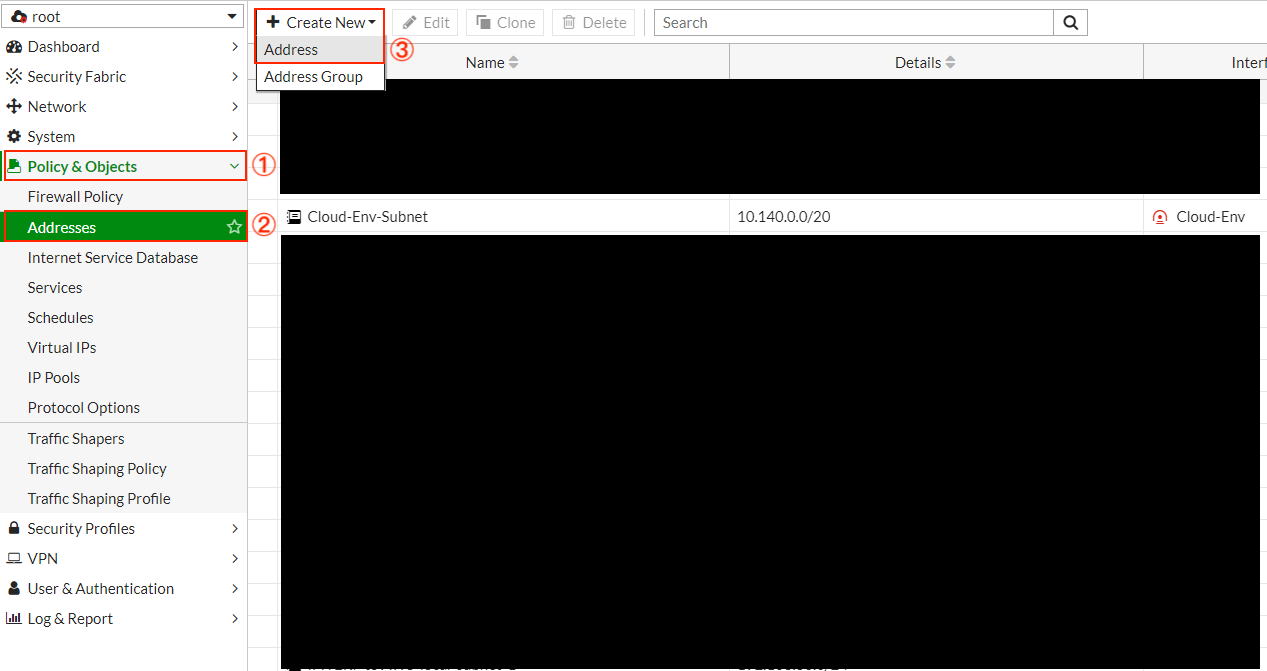 root
Create New
Edit
Clone
Delete
Search
Dashboard
Address
③
Name
Details
Interf
Security Fabric
Address Group
Network
System
Policy & Objects
①
Firewall Policy
Addresses
②
Cloud-Env-Subnet
10.140.0.0/20
Cloud-Env
Internet Service Database
Services
Schedules
Virtual IPs
IP Pools
Protocol Options
Traffic Shapers
Traffic Shaping Policy
Traffic Shaping Profile
Security Profiles
VPN
User & Authentication
Log & Report